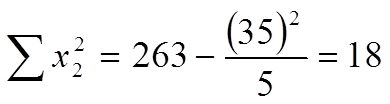 ∑ x₂² = 263 − (35)²/5 = 18